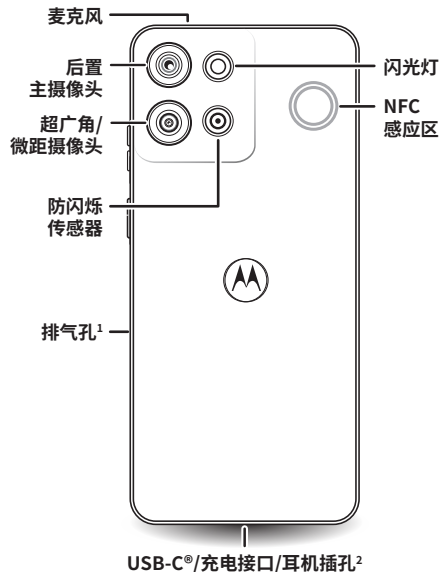 麦克风
后置
主摄像头
闪光灯
NFC
感应区
超广角/
微距摄像头
防闪烁
传感器
排气孔¹
USB-C®/充电接口/耳机插孔²